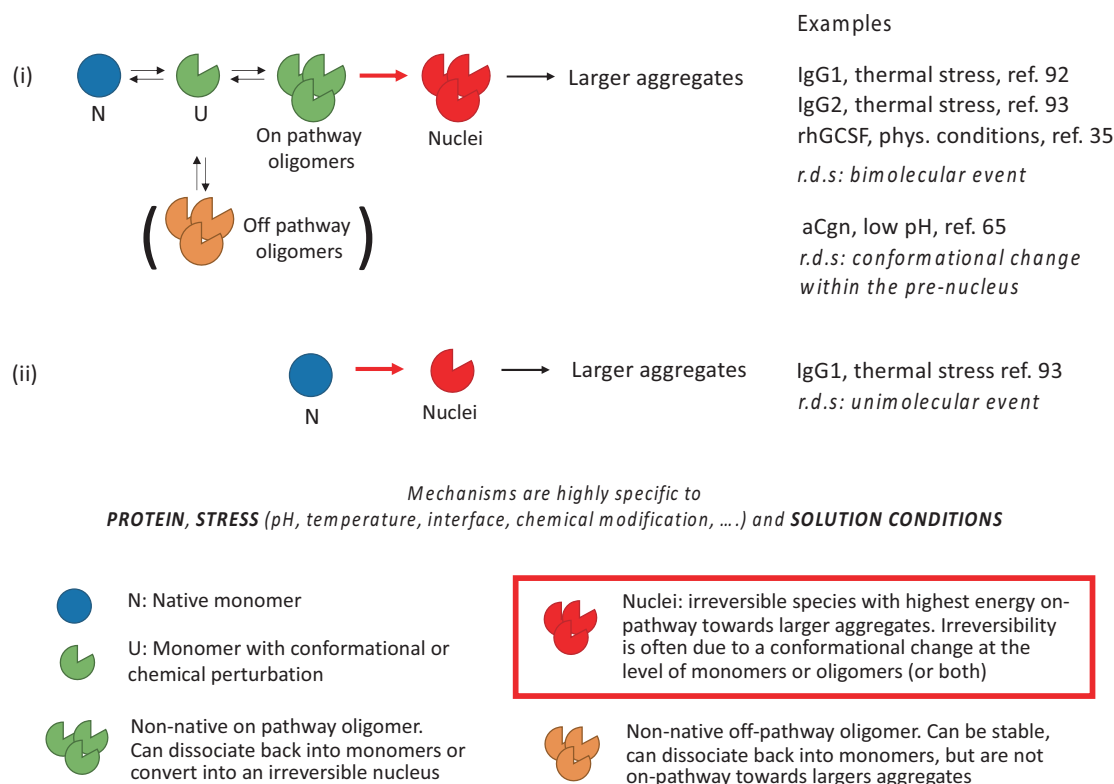 Examples
(i)
N
U
On pathway
oligomers
Nuclei
Larger aggregates
IgG1, thermal stress, ref. 92
IgG2, thermal stress, ref. 93
rhGCSF, phys. conditions, ref. 35
r.d.s: bimolecular event
( Off pathway
oligomers )
aCgn, low pH, ref. 65
r.d.s: conformational change
within the pre-nucleus
(ii)
N
Nuclei
Larger aggregates
IgG1, thermal stress ref. 93
r.d.s: unimolecular event
Mechanisms are highly specific to
PROTEIN, STRESS (pH, temperature, interface, chemical modification, ....) and SOLUTION CONDITIONS
N: Native monomer
U: Monomer with conformational or
chemical perturbation
Non-native on pathway oligomer.
Can dissociate back into monomers or
convert into an irreversible nucleus
Nuclei: irreversible species with highest energy on-
pathway towards larger aggregates. Irreversibility
is often due to a conformational change at the
level of monomers or oligomers (or both)
Non-native off-pathway oligomer. Can be stable,
can dissociate back into monomers, but are not
on-pathway towards largers aggregates